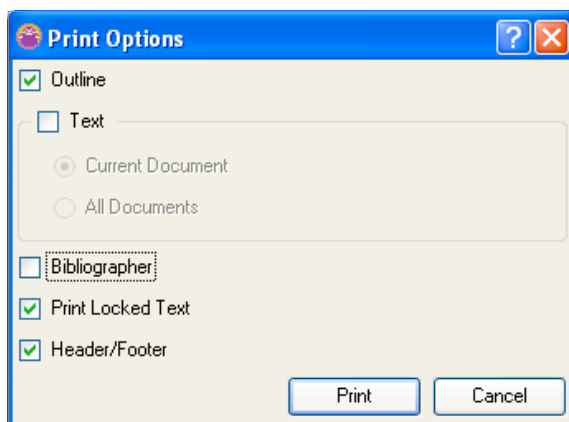 Print Options
?
Outline
Text
Current Document
All Documents
Bibliographer
Print Locked Text
Header/Footer
Print Cancel